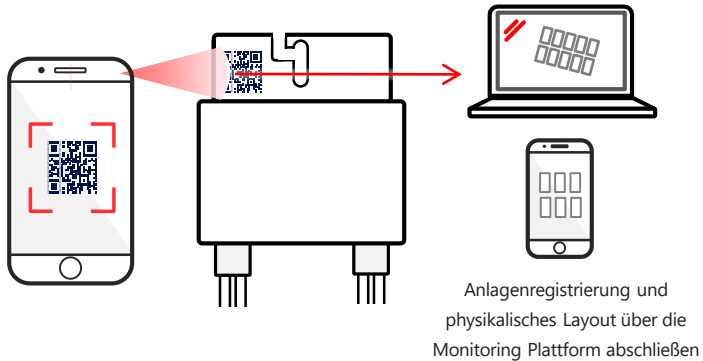 Anlagenregistrierung und
physikalisches Layout über die
Monitoring Plattform abschließen